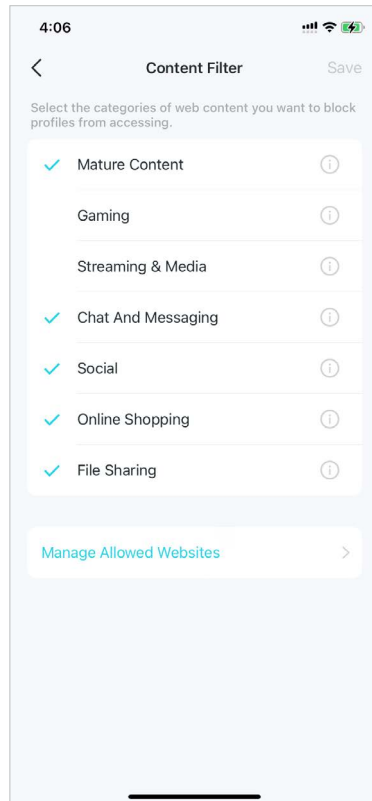 4:06
Content Filter
Save
Select the categories of web content you want to block
profiles from accessing.
Mature Content
Gaming
Streaming & Media
Chat And Messaging
Social
Online Shopping
File Sharing
Manage Allowed Websites